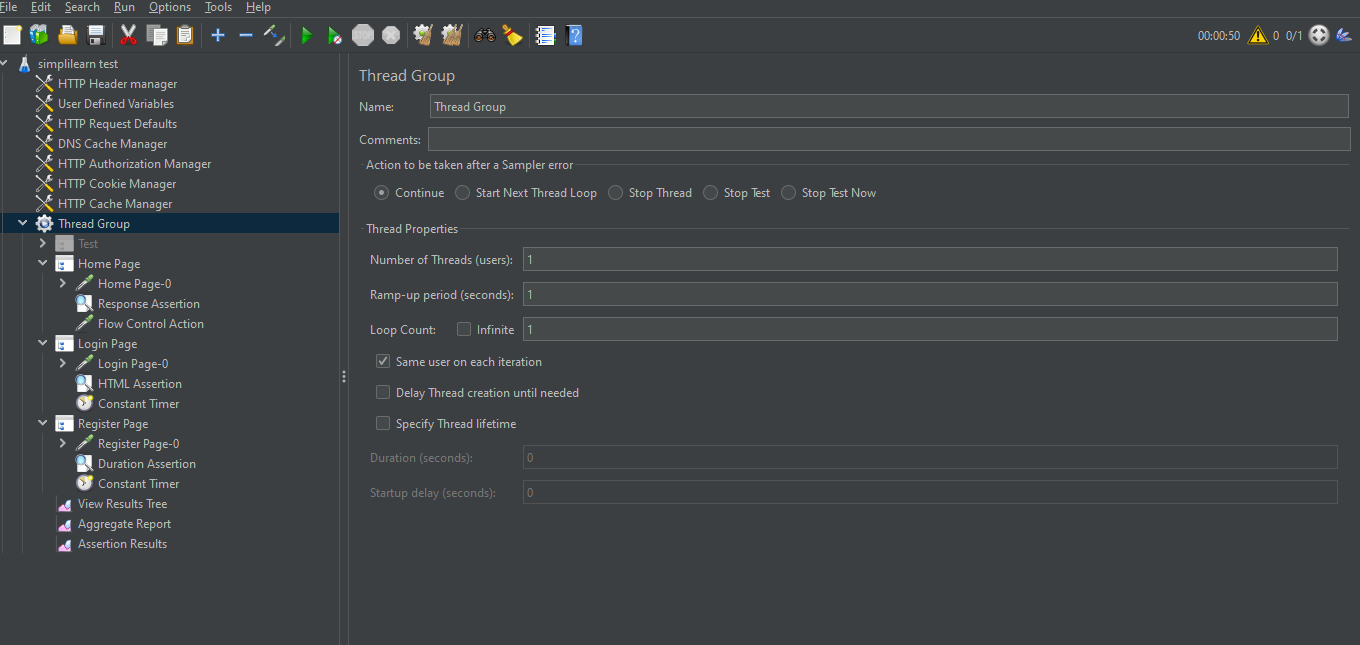 File Edit Search Run Options Tools Help
STOP 00:00:50 0 0/1
simplilearn test
HTTP Header manager
User Defined Variables
HTTP Request Defaults
DNS Cache Manager
HTTP Authorization Manager
HTTP Cookie Manager
HTTP Cache Manager
Thread Group
Test
Home Page
Home Page-0
Response Assertion
Flow Control Action
Login Page
Login Page-0
HTML Assertion
Constant Timer
Register Page
Register Page-0
Duration Assertion
Constant Timer
View Results Tree
Aggregate Report
Assertion Results
Thread Group
Name: Thread Group
Comments:
Action to be taken after a Sampler error
Continue Start Next Thread Loop Stop Thread Stop Test Stop Test Now
Thread Properties
Number of Threads (users): 1
Ramp-up period (seconds): 1
Loop Count: Infinite 1
Same user on each iteration
Delay Thread creation until needed
Specify Thread lifetime
Duration (seconds): 0
Startup delay (seconds): 0